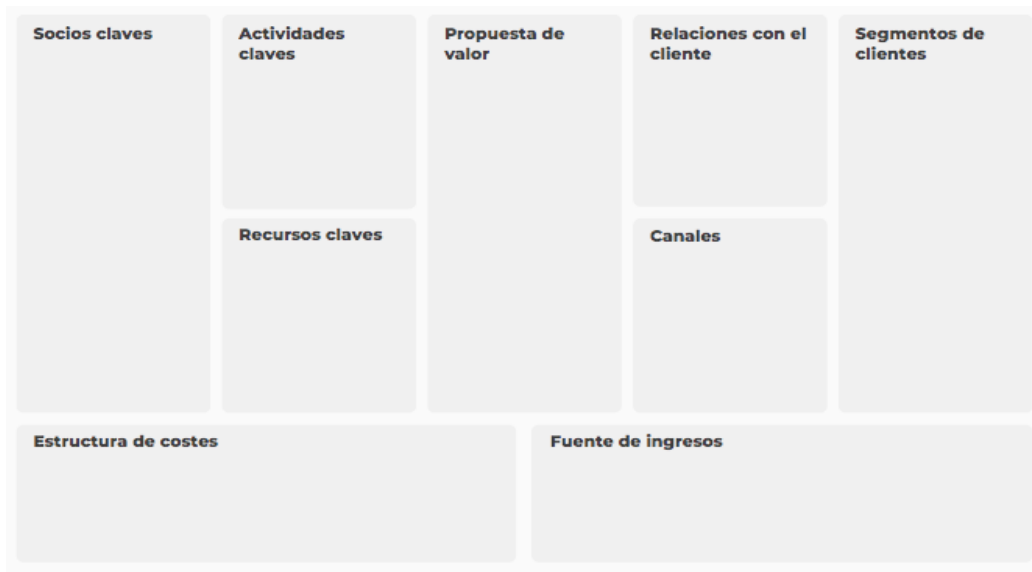 Socios claves
Actividades
claves
Recursos claves
Propuesta de
valor
Relaciones con el
cliente
Canales
Segmentos de
clientes
Estructura de costes
Fuente de ingresos